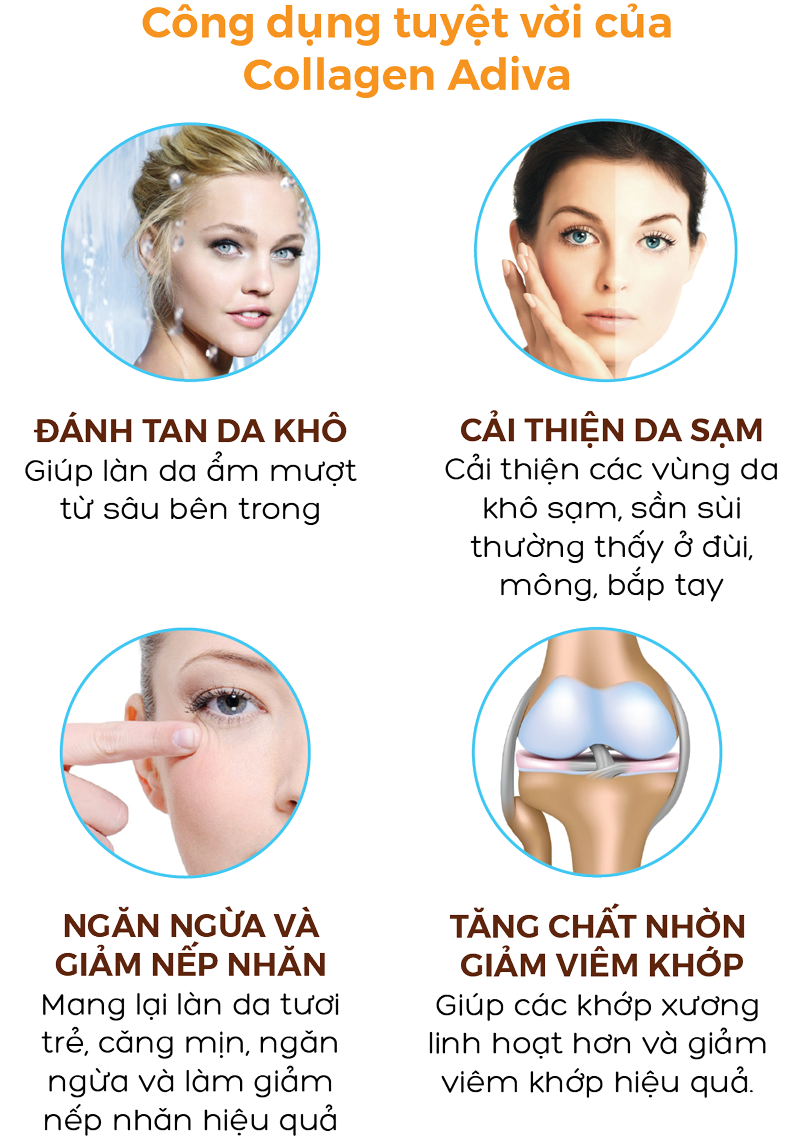 Công dụng tuyệt vời của
Collagen Adiva
ĐÁNH TAN DA KHÔ
Giúp làn da ẩm mượt
từ sâu bên trong
CẢI THIỆN DA SẠM
Cải thiện các vùng da
khô sạm, sần sùi
thường thấy ở đùi,
mông, bắp tay
NGĂN NGỪA VÀ
GIẢM NẾP NHĂN
Mang lại làn da tươi
trẻ, căng mịn, ngăn
ngừa và làm giảm
nếp nhăn hiệu quả
TĂNG CHẤT NHỜN
GIẢM VIÊM KHỚP
Giúp các khớp xương
linh hoạt hơn và giảm
viêm khớp hiệu quả.